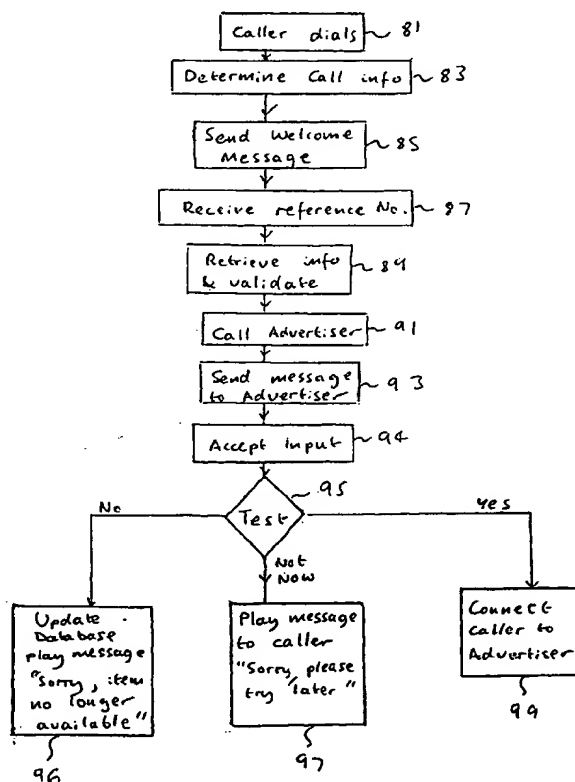 Caller dials
81
Determine Call info
83
Send Welcome
Message
85
Receive reference No.
87
Retrieve info
& validate
89
Call Advertiser
91
Send message
to Advertiser
93
Accept Input
94
Test
95
No
Not
Now
Yes
Update
Database
play message
"Sorry, item
no longer
available"
96
Play message
to caller
"Sorry, please
try later"
97
Connect
Caller to
Advertiser
99